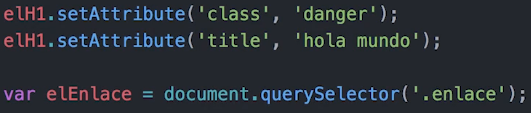 elH1.setAttribute('class', 'danger');
elH1.setAttribute('title', 'hola mundo');
var elEnlace = document.querySelector('.enlace');